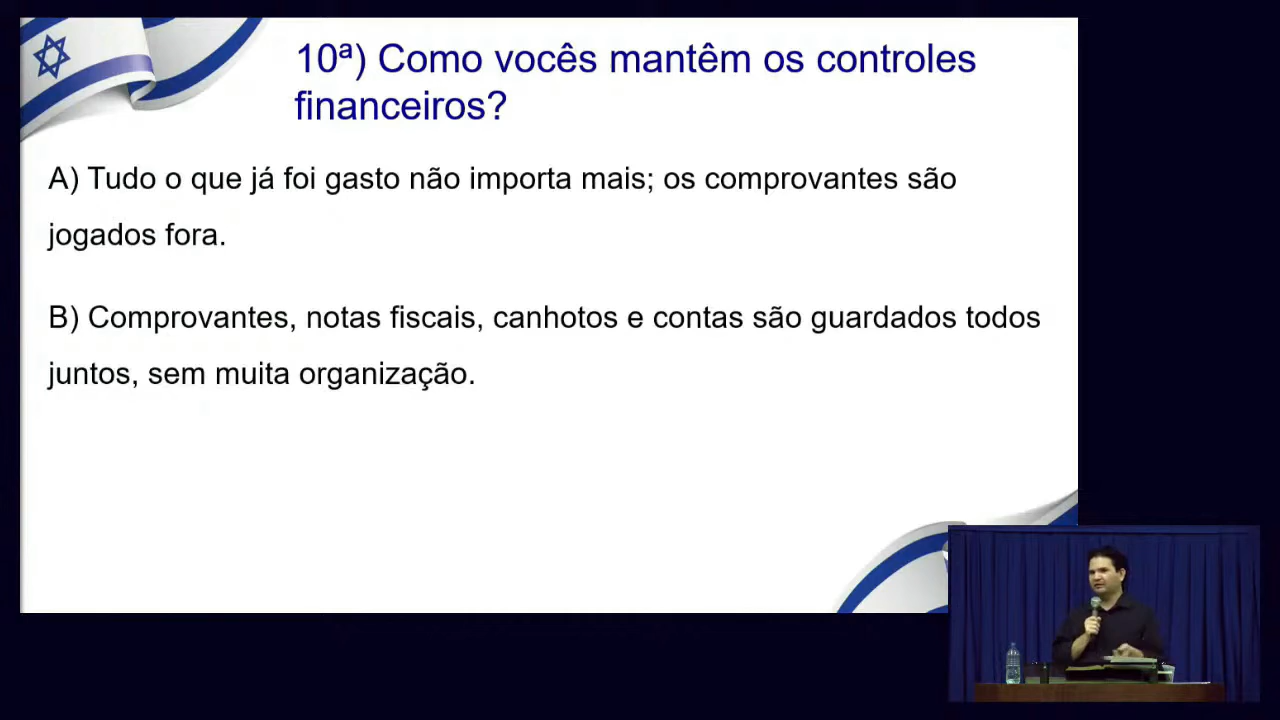 10ª) Como vocês mantêm os controles
financeiros?
A) Tudo o que já foi gasto não importa mais; os comprovantes são
jogados fora.
B) Comprovantes, notas fiscais, canhotos e contas são guardados todos
juntos, sem muita organização.